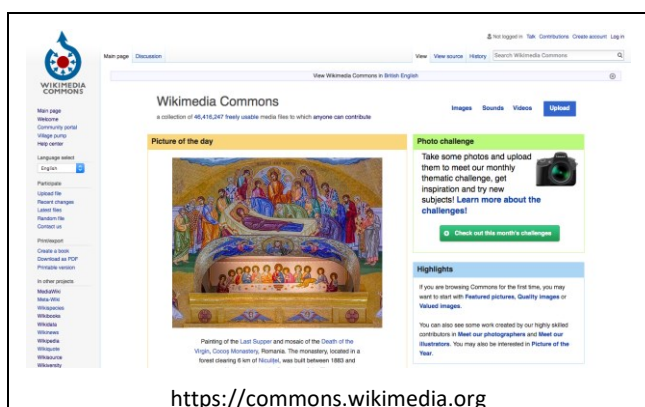 Not logged in Talk Contributions Create account Log in
Main page Discussion
View View source History Search Wikimedia Commons
View Wikimedia Commons in British English
WIKIMEDIA
COMMONS
Main page
Welcome
Community portal
Village pump
Help center
Language select
English
Participate
Upload file
Recent changes
Latest files
Random file
Contact us
Print/export
Create a book
Download as PDF
Printable version
In other projects
MediaWiki
Meta-Wiki
Wikispecies
Wikibooks
Wikidata
Wikinews
Wikipedia
Wikiquote
Wikisource
Wikiversity
Wikimedia Commons
a collection of 46,416,247 freely usable media files to which anyone can contribute
Images Sounds Videos Upload
Picture of the day
Painting of the Last Supper and mosaic of the Death of the
Virgin, Cocoș Monastery, Romania. The monastery, located in a
forest clearing 6 km of Niculițel, was built between 1883 and
Photo challenge
Take some photos and upload
them to meet our monthly
thematic challenge, get
inspiration and try new
subjects! Learn more about the
challenges!
Check out this month's challenges
Highlights
If you are browsing Commons for the first time, you may
want to start with Featured pictures, Quality images or
Valued images.
You can also see some work created by our highly skilled
contributors in Meet our photographers and Meet our
illustrators. You may also be interested in Picture of the
Year.
https://commons.wikimedia.org